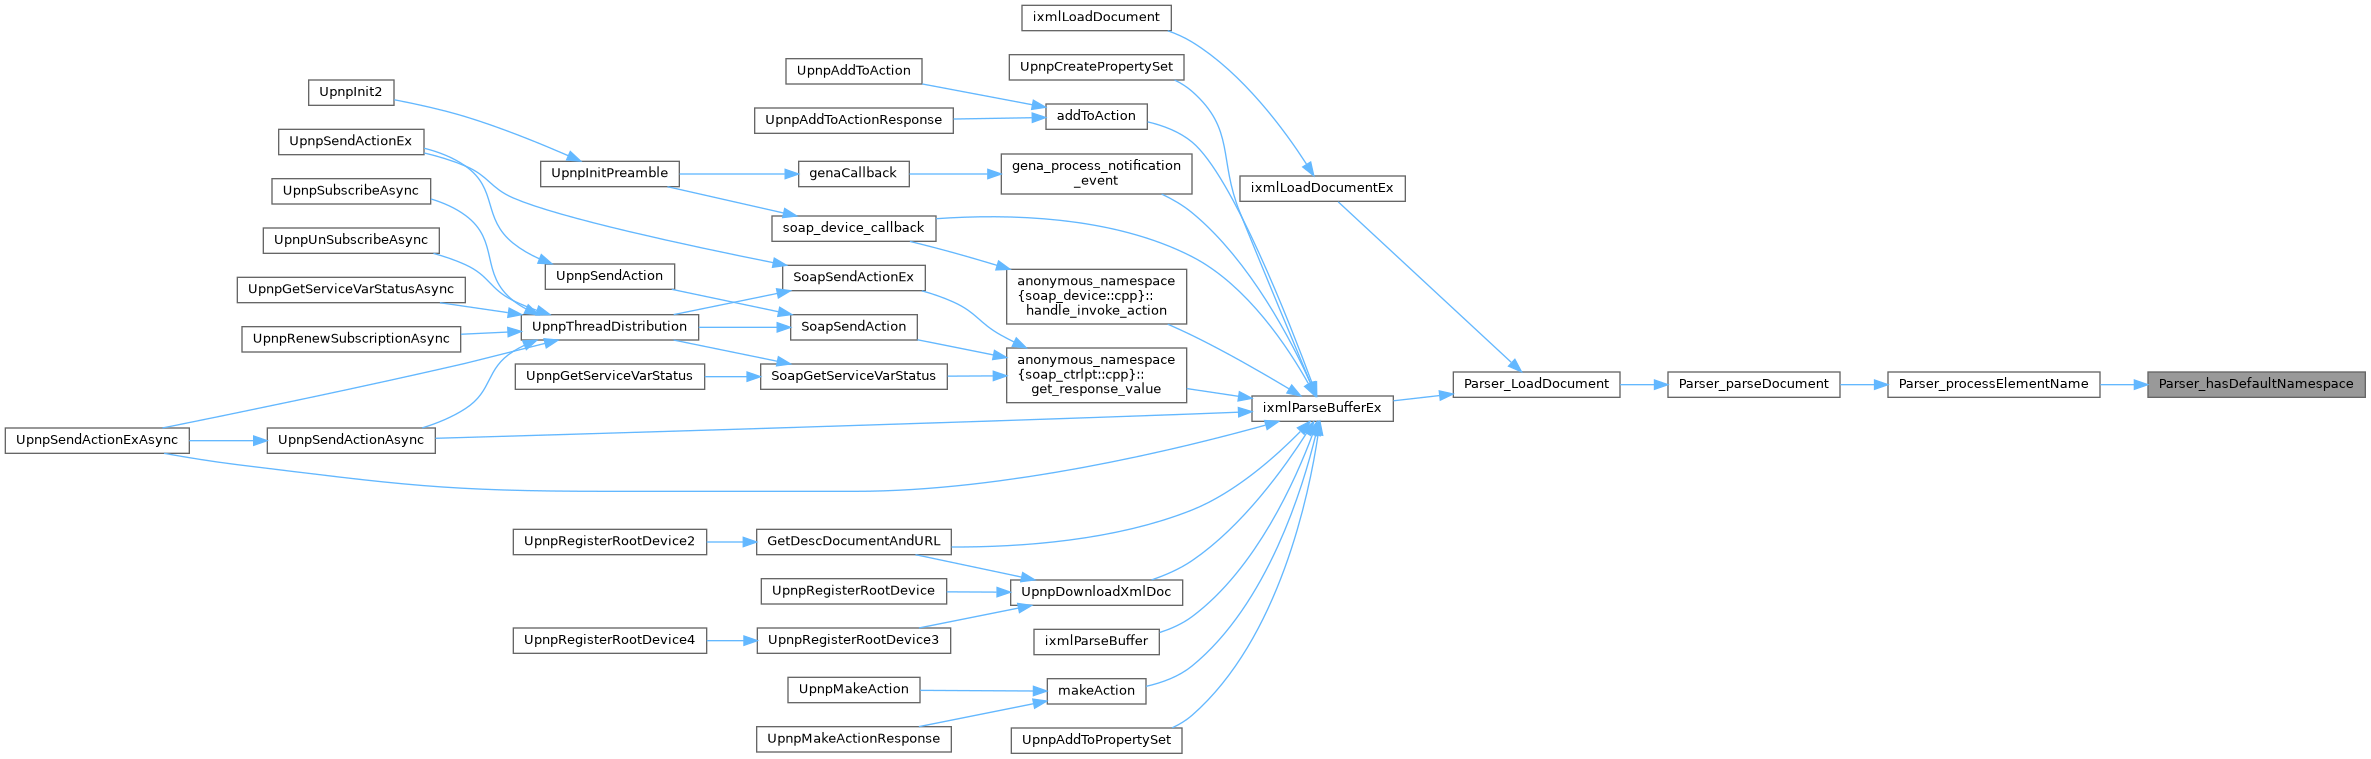 ixmlLoadDocument
UpnpCreatePropertySet
UpnpAddToAction
UpnpInit2
addToAction
UpnpAddToActionResponse
UpnpSendActionEx
gena_process_notification
_event
UpnpInitPreamble
genaCallback
ixmlLoadDocumentEx
UpnpSubscribeAsync
soap_device_callback
UpnpUnSubscribeAsync
UpnpSendAction
SoapSendActionEx
anonymous_namespace
{soap_device::cpp}::
handle_invoke_action
UpnpGetServiceVarStatusAsync
UpnpThreadDistribution
SoapSendAction
UpnpRenewSubscriptionAsync
anonymous_namespace
{soap_ctrlpt::cpp}::
get_response_value
UpnpGetServiceVarStatus
SoapGetServiceVarStatus
Parser_LoadDocument
Parser_parseDocument
Parser_processElementName
Parser_hasDefaultNamespace
ixmlParseBufferEx
UpnpSendActionExAsync
UpnpSendActionAsync
UpnpRegisterRootDevice2
GetDescDocumentAndURL
UpnpRegisterRootDevice
UpnpDownloadXmlDoc
UpnpRegisterRootDevice4
UpnpRegisterRootDevice3
ixmlParseBuffer
UpnpMakeAction
makeAction
UpnpMakeActionResponse
UpnpAddToPropertySet